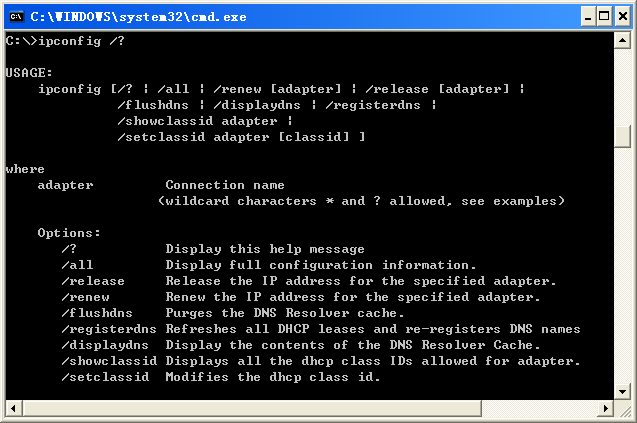 C:\WINDOWS\system32\cmd.exe
C:\>ipconfig /?
USAGE:
    ipconfig [/? | /all | /renew [adapter] | /release [adapter] |
              /flushdns | /displaydns | /registerdns |
              /showclassid adapter |
              /setclassid adapter [classid] ]
where
    adapter         Connection name
                   (wildcard characters * and ? allowed, see examples)
    Options:
       /?           Display this help message
       /all         Display full configuration information.
       /release     Release the IP address for the specified adapter.
       /renew       Renew the IP address for the specified adapter.
       /flushdns    Purges the DNS Resolver cache.
       /registerdns Refreshes all DHCP leases and re-registers DNS names
       /displaydns  Display the contents of the DNS Resolver Cache.
       /showclassid Displays all the dhcp class IDs allowed for adapter.
       /setclassid  Modifies the dhcp class id.